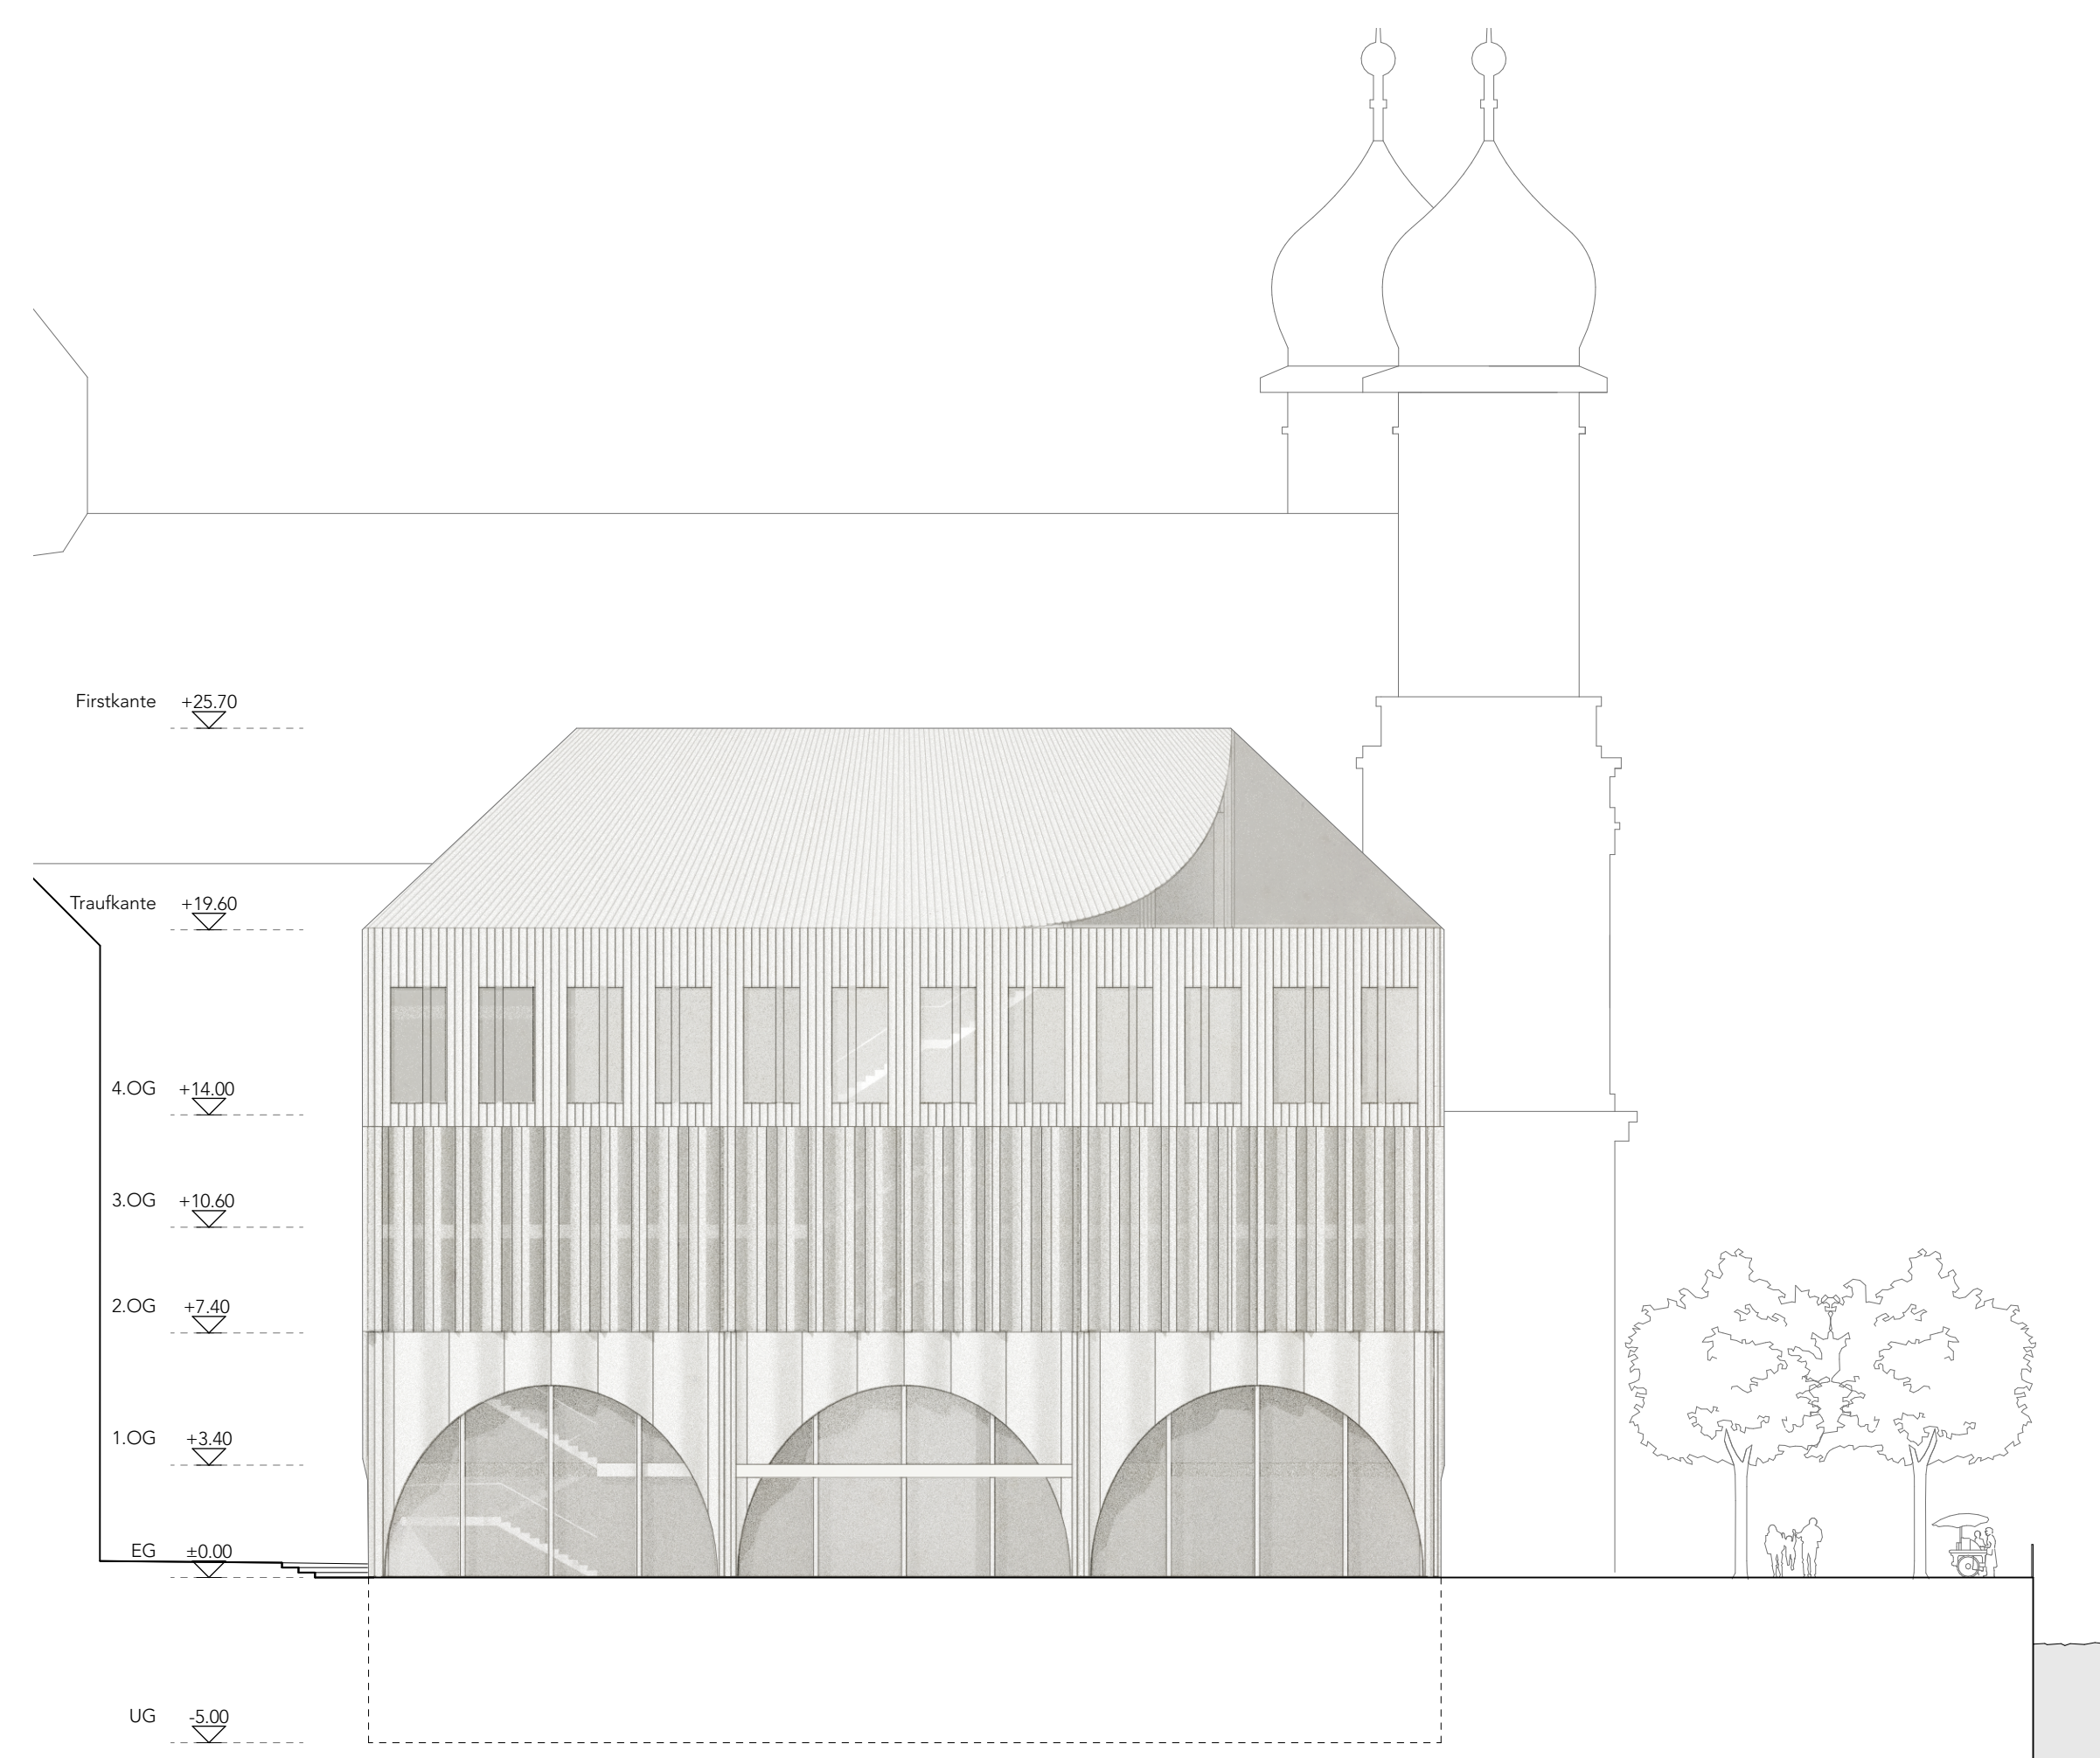 Firstkante +25.70
Traufkante +19.60
4.OG +14.00
3.OG +10.60
2.OG +7.40
1.OG +3.40
EG ±0.00
UG -5.00